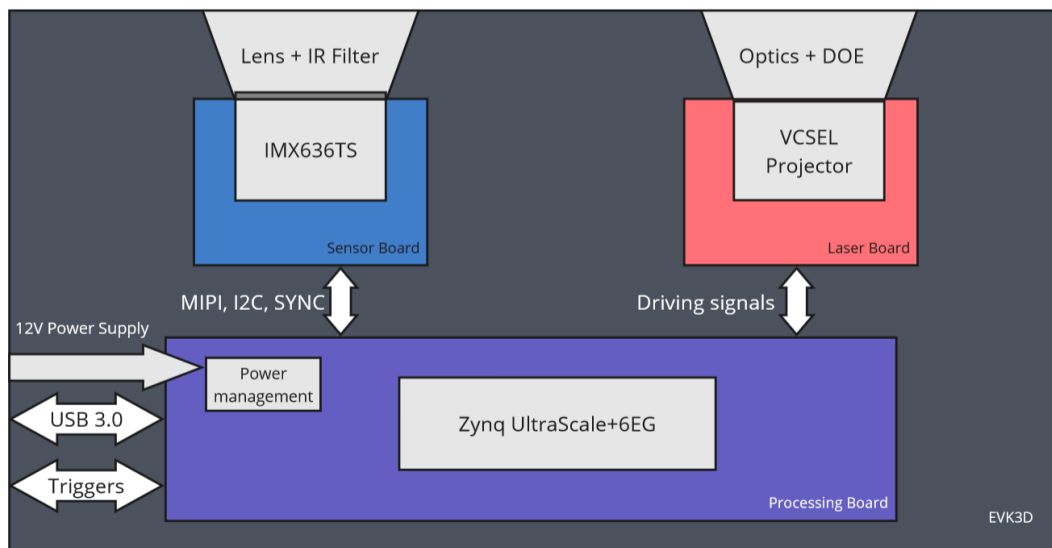 Lens + IR Filter
Optics + DOE
IMX636TS
VCSEL
Projector
Sensor Board
Laser Board
MIPI, I2C, SYNC
Driving signals
12V Power Supply
Power
management
USB 3.0
Zynq UltraScale+6EG
Triggers
Processing Board
EVK3D